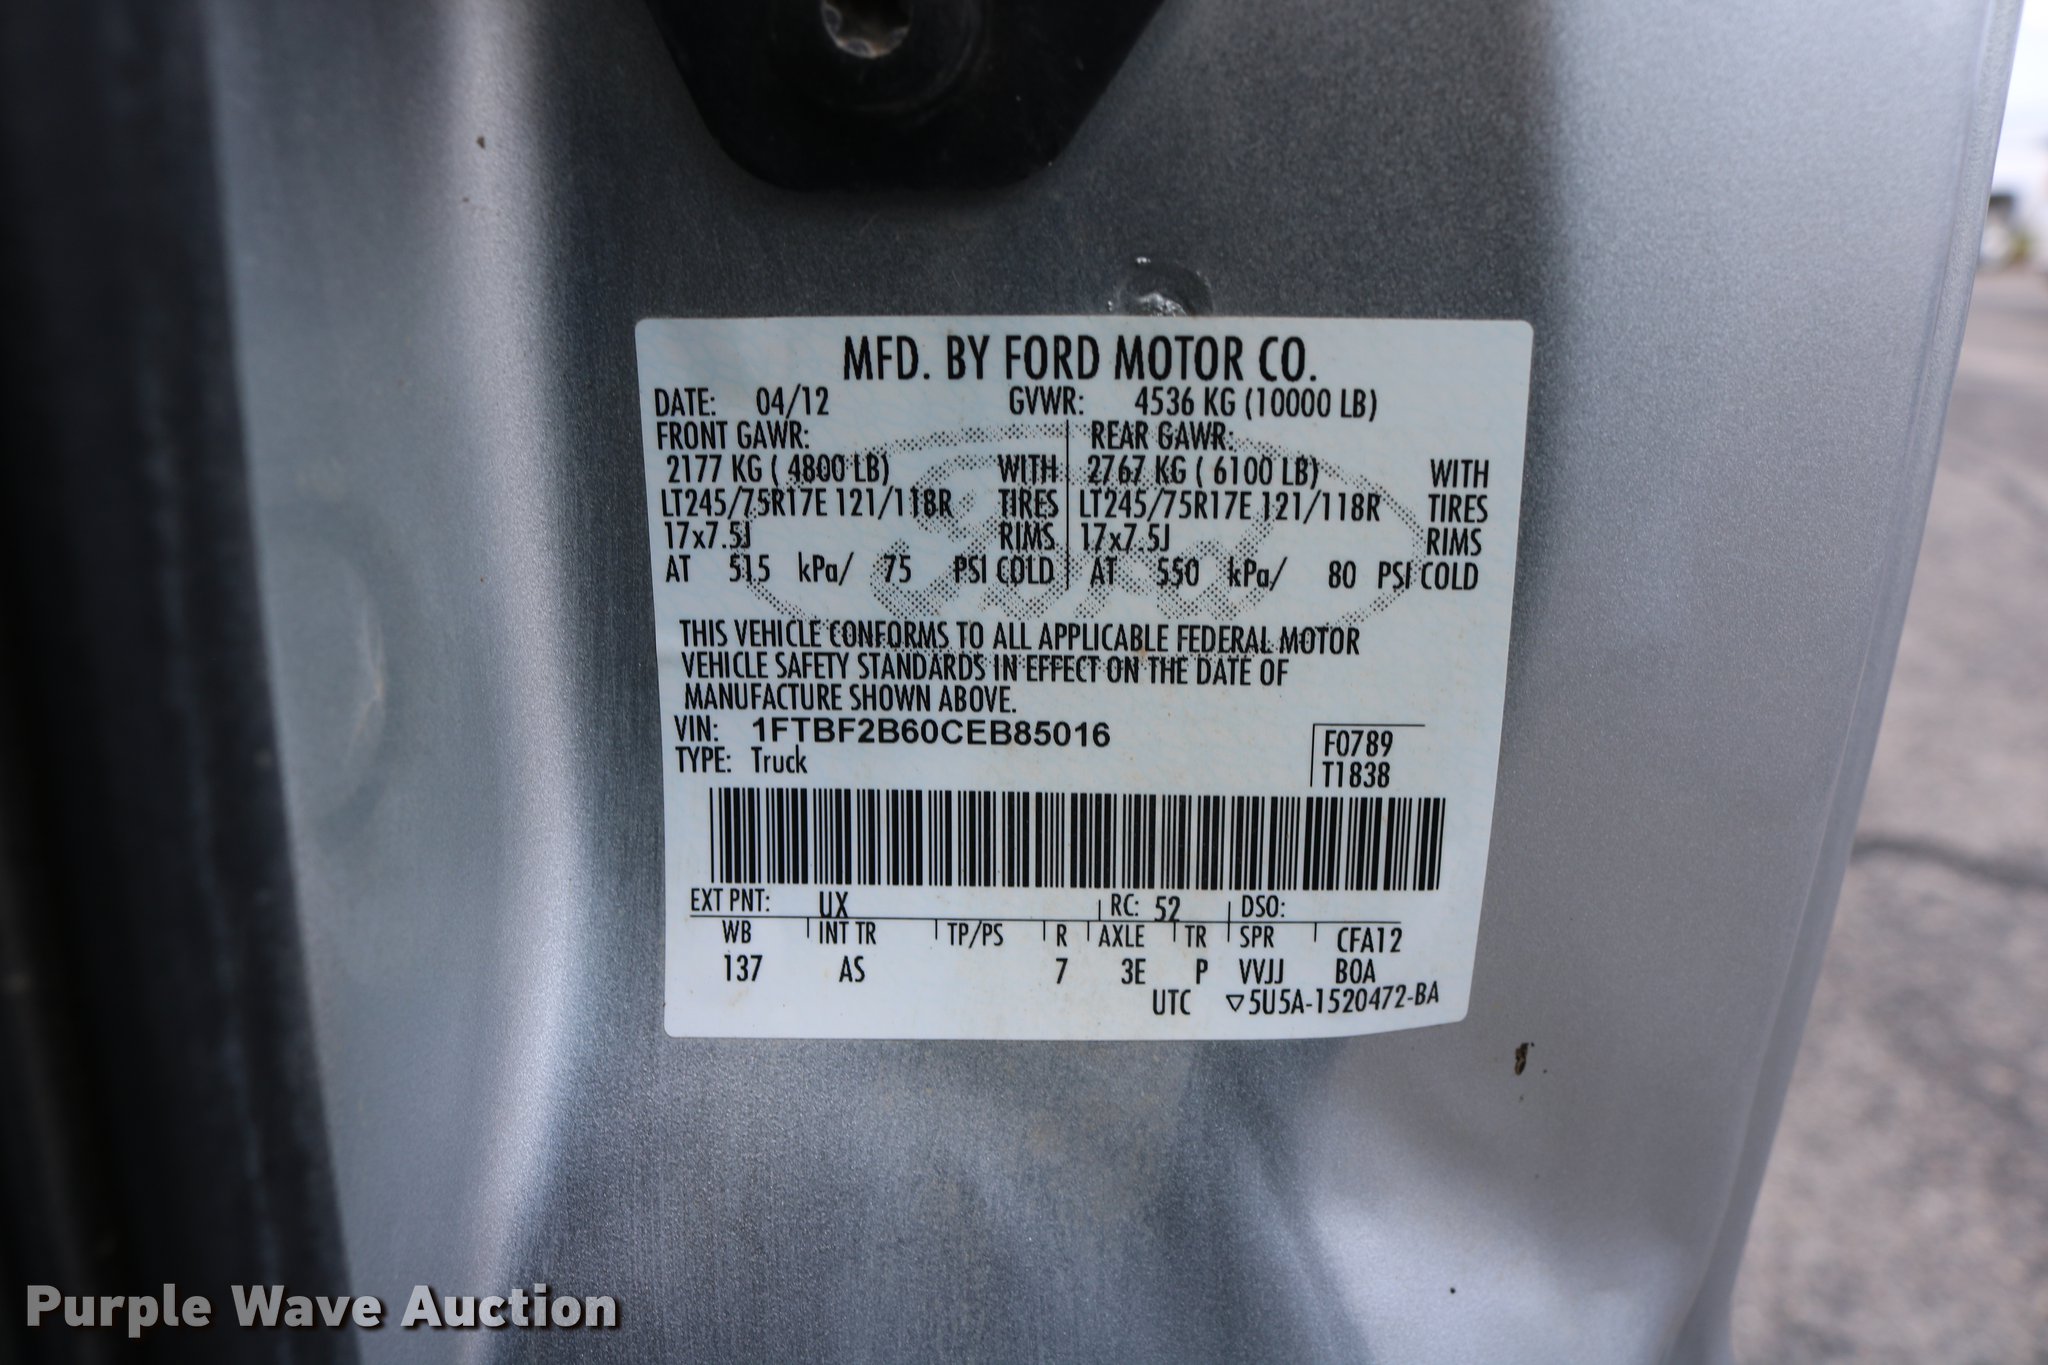 MFD. BY FORD MOTOR CO.
DATE: 04/12 GVWR: 4536 KG (10000 LB)
FRONT GAWR: REAR GAWR:
2177 KG ( 4800 LB) WITH 2767 KG ( 6100 LB) WITH
LT245/75R17E 121/118R TIRES LT245/75R17E 121/118R TIRES
17x7.5J RIMS 17x7.5J RIMS
AT 515 kPa/ 75 PSI COLD AT 550 kPa/ 80 PSI COLD
Ford
THIS VEHICLE CONFORMS TO ALL APPLICABLE FEDERAL MOTOR
VEHICLE SAFETY STANDARDS IN EFFECT ON THE DATE OF
MANUFACTURE SHOWN ABOVE.
VIN: 1FTBF2B60CEB85016
TYPE: Truck
F0789
T1838
EXT PNT: UX RC: 52 DSO:
WB INT TR TP/PS R AXLE TR SPR CFA12
137 AS 7 3E P VVJJ BOA
UTC ▽5U5A-1520472-BA
Purple Wave Auction